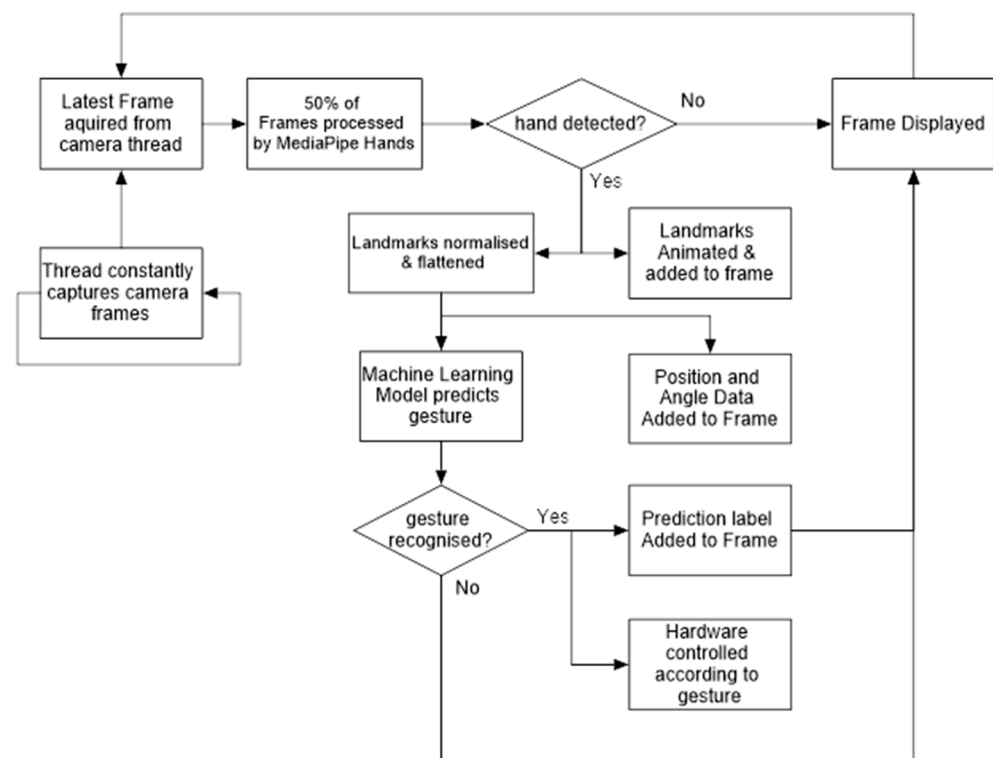 Latest Frame
aquired from
camera thread
50% of
Frames processed
by MediaPipe Hands
hand detected?
No
Frame Displayed
Yes
Thread constantly
captures camera
frames
Landmarks normalised
& flattened
Landmarks
Animated &
added to frame
Machine Learning
Model predicts
gesture
Position and
Angle Data
Added to Frame
gesture
recognised?
Yes
Prediction label
Added to Frame
No
Hardware
controlled
according to
gesture